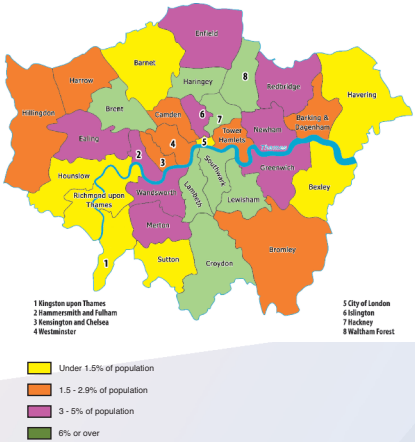 Enfield
Barnet
Harrow
Haringey
8
Redbridge
Havering
Hillingdon
Brent
Camden
6
7
Barking &
Dagenham
Ealing
4
Tower
Hamlets
Newham
2
3
5
Thames
Hounslow
Southwark
Greenwich
Richmond upon
Thames
Wandsworth
Lambeth
Bexley
Lewisham
Merton
Bromley
1
Sutton
Croydon
1 Kingston upon Thames
2 Hammersmith and Fulham
3 Kensington and Chelsea
4 Westminster
5 City of London
6 Islington
7 Hackney
8 Waltham Forest
Under 1.5% of population
1.5 - 2.9% of population
3 - 5% of population
6% or over